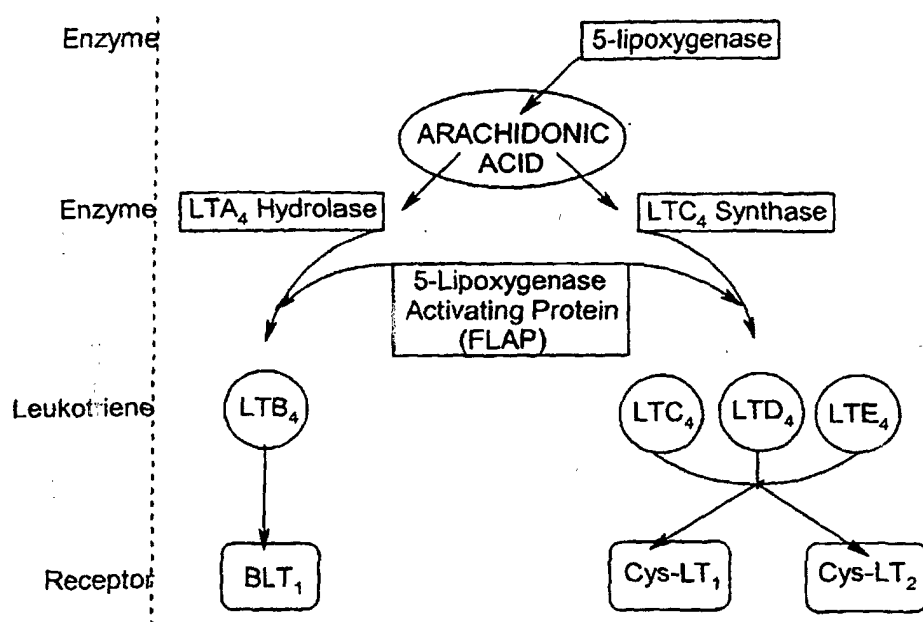 Enzyme
5-lipoxygenase
ARACHIDONIC
ACID
Enzyme
LTA₄ Hydrolase
LTC₄ Synthase
5-Lipoxygenase
Activating Protein
(FLAP)
Leukotriene
LTB₄
LTC₄
LTD₄
LTE₄
Receptor
BLT₁
Cys-LT₁
Cys-LT₂